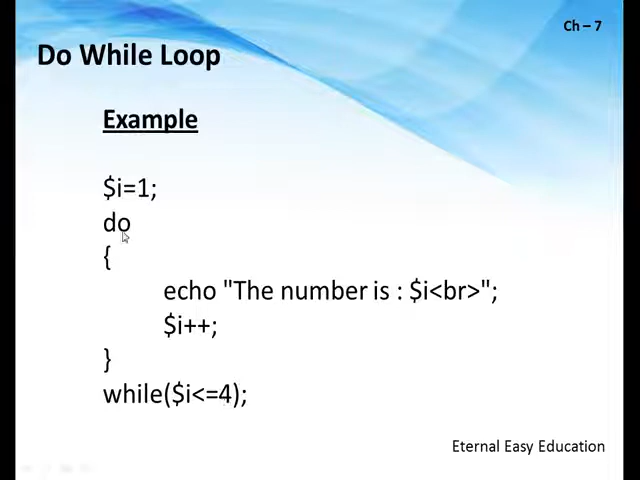 Ch – 7
Do While Loop
Example
$i=1;
do
{
echo "The number is : $i<br>";
$i++;
}
while($i<=4);
Eternal Easy Education